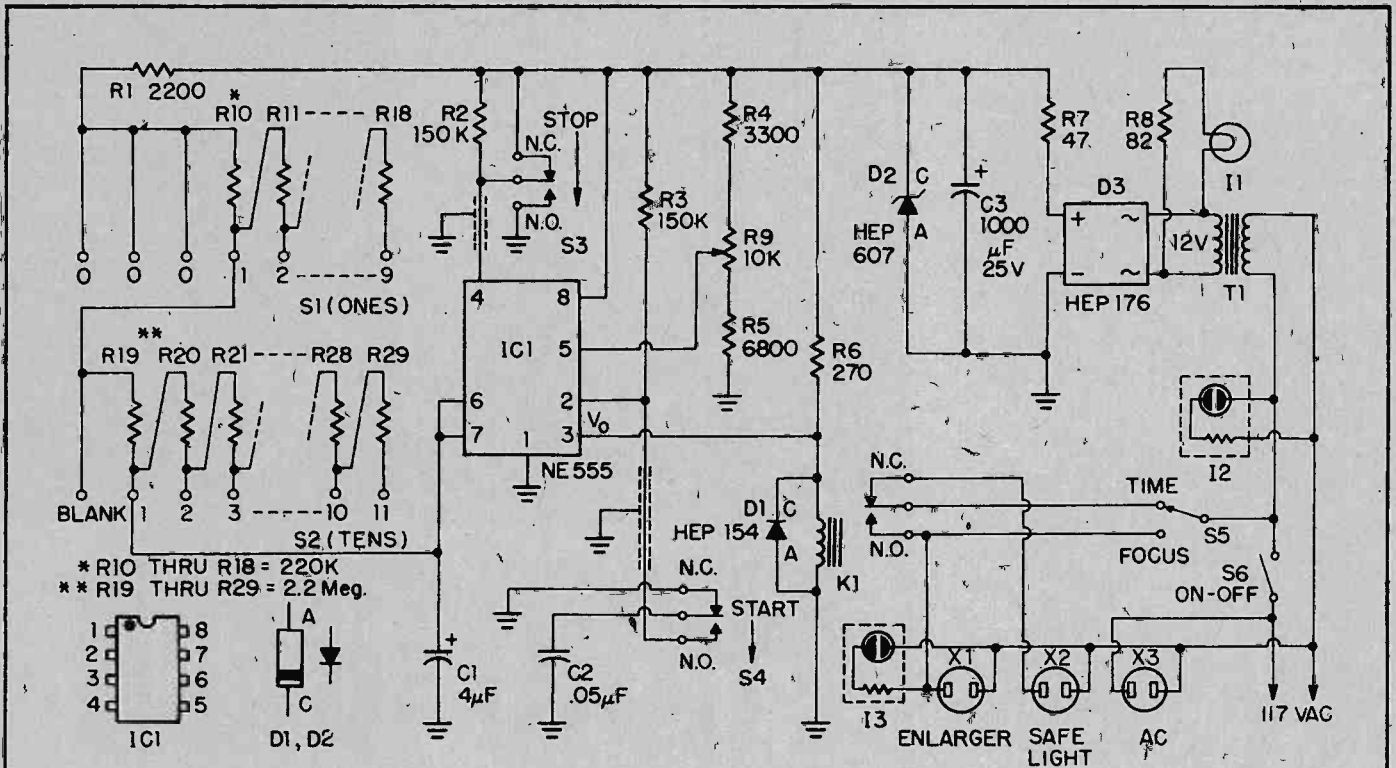 R1 2200
*
R10
R11
R18
0
0
0
1
2
9
S1 (ONES)
**
R19
R20
R21
R28
R29
BLANK
1
2
3
10
11
S2 (TENS)
* R10 THRU R18 = 220K
** R19 THRU R29 = 2.2 Meg.
1
2
3
4
8
7
6
5
IC1
A
C
D1, D2
R2
150K
N.C.
STOP
N.O.
S3
4
8
IC1
5
6
2
7
3
Vo
1
NE555
+
C1
4µF
C2
.05µF
N.C.
START
N.O.
S4
R3
150K
R4
3300
R9
10K
R5
6800
R6
270
D1
C
HEP 154
A
K1
D2
C
HEP
607
A
+
C3
1000
µF
25V
R7
47
R8
82
I1
D3
+
~
-
~
HEP 176
12V
T1
I2
N.C.
TIME
N.O.
FOCUS
S5
S6
ON-OFF
I3
X1
X2
X3
ENLARGER
SAFE
LIGHT
AC
117 VAC